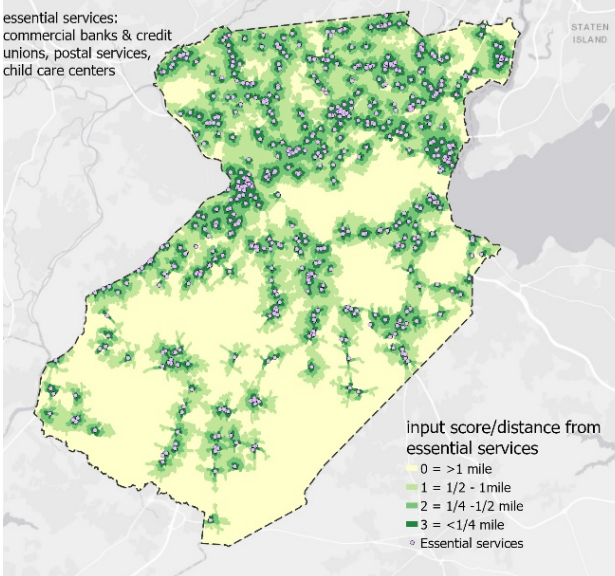 essential services:
commercial banks & credit
unions, postal services,
child care centers
STATEN
ISLAND
input score/distance from
essential services
0 = >1 mile
1 = 1/2 - 1mile
2 = 1/4 -1/2 mile
3 = <1/4 mile
Essential services